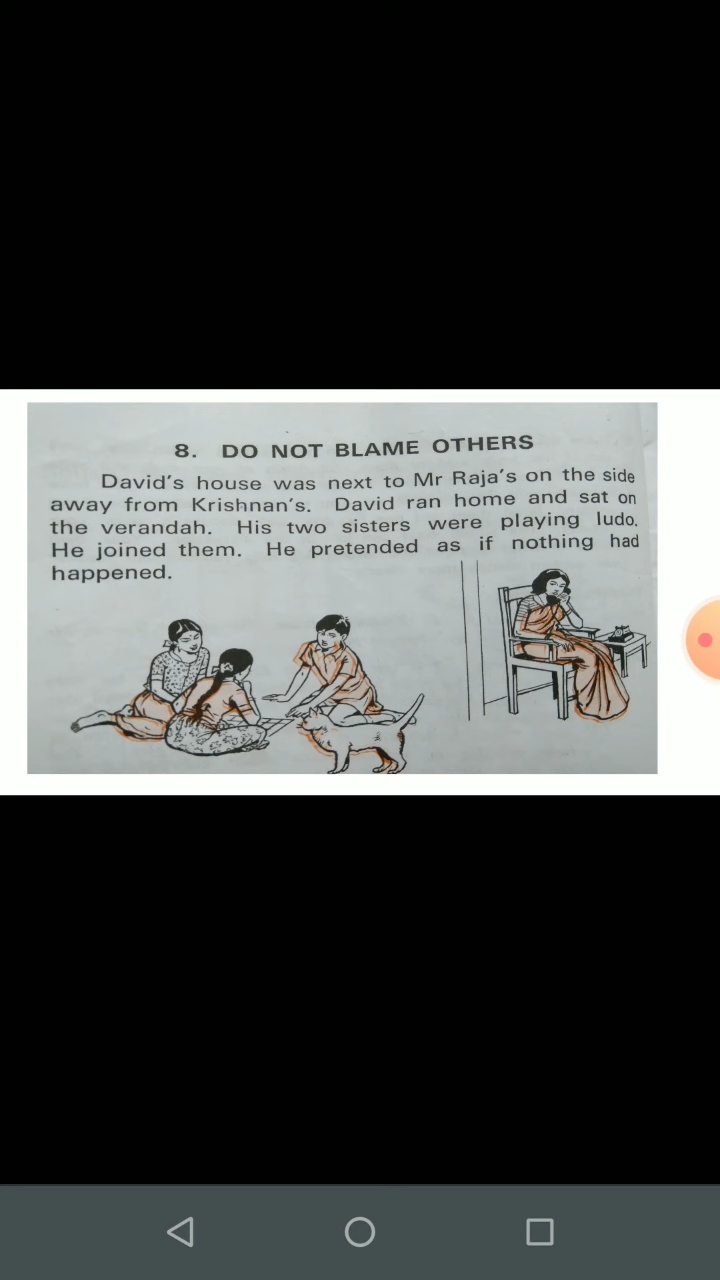 8. DO NOT BLAME OTHERS
David's house was next to Mr Raja's on the side
away from Krishnan's. David ran home and sat on
the verandah. His two sisters were playing ludo.
He joined them. He pretended as if nothing had
happened.